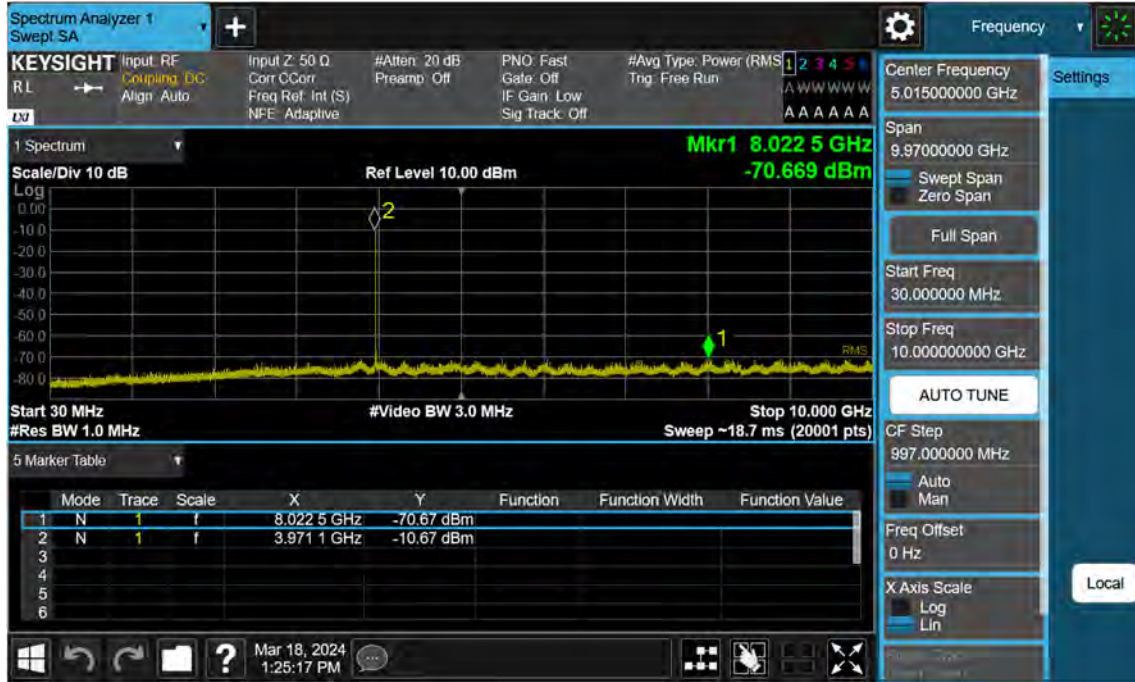 Spectrum Analyzer 1
Swept SA
+
Frequency
KEYSIGHT
RL
LXI
Input: RF
Coupling: DC
Align: Auto
Input Z: 50 Ω
Corr CCorr
Freq Ref: Int (S)
NFE: Adaptive
#Atten: 20 dB
Preamp: Off
PNO: Fast
Gate: Off
IF Gain: Low
Sig Track: Off
#Avg Type: Power (RMS
Trig: Free Run
1 2 3 4 5 6
A W W W W W
A A A A A A
Center Frequency
5.015000000 GHz
Settings
1 Spectrum
Scale/Div 10 dB
Ref Level 10.00 dBm
Mkr1 8.022 5 GHz
-70.669 dBm
Log
0.00
-10.0
-20.0
-30.0
-40.0
-50.0
-60.0
-70.0
-80.0
2
1
RMS
Start 30 MHz
#Res BW 1.0 MHz
#Video BW 3.0 MHz
Stop 10.000 GHz
Sweep ~18.7 ms (20001 pts)
Span
9.97000000 GHz
Swept Span
Zero Span
Full Span
Start Freq
30.000000 MHz
Stop Freq
10.000000000 GHz
AUTO TUNE
CF Step
997.000000 MHz
Auto
Man
Freq Offset
0 Hz
X Axis Scale
Log
Lin
Local
5 Marker Table
Mode Trace Scale X Y Function Function Width Function Value
1 N 1 f 8.022 5 GHz -70.67 dBm
2 N 1 f 3.971 1 GHz -10.67 dBm
3
4
5
6
?
Mar 18, 2024
1:25:17 PM